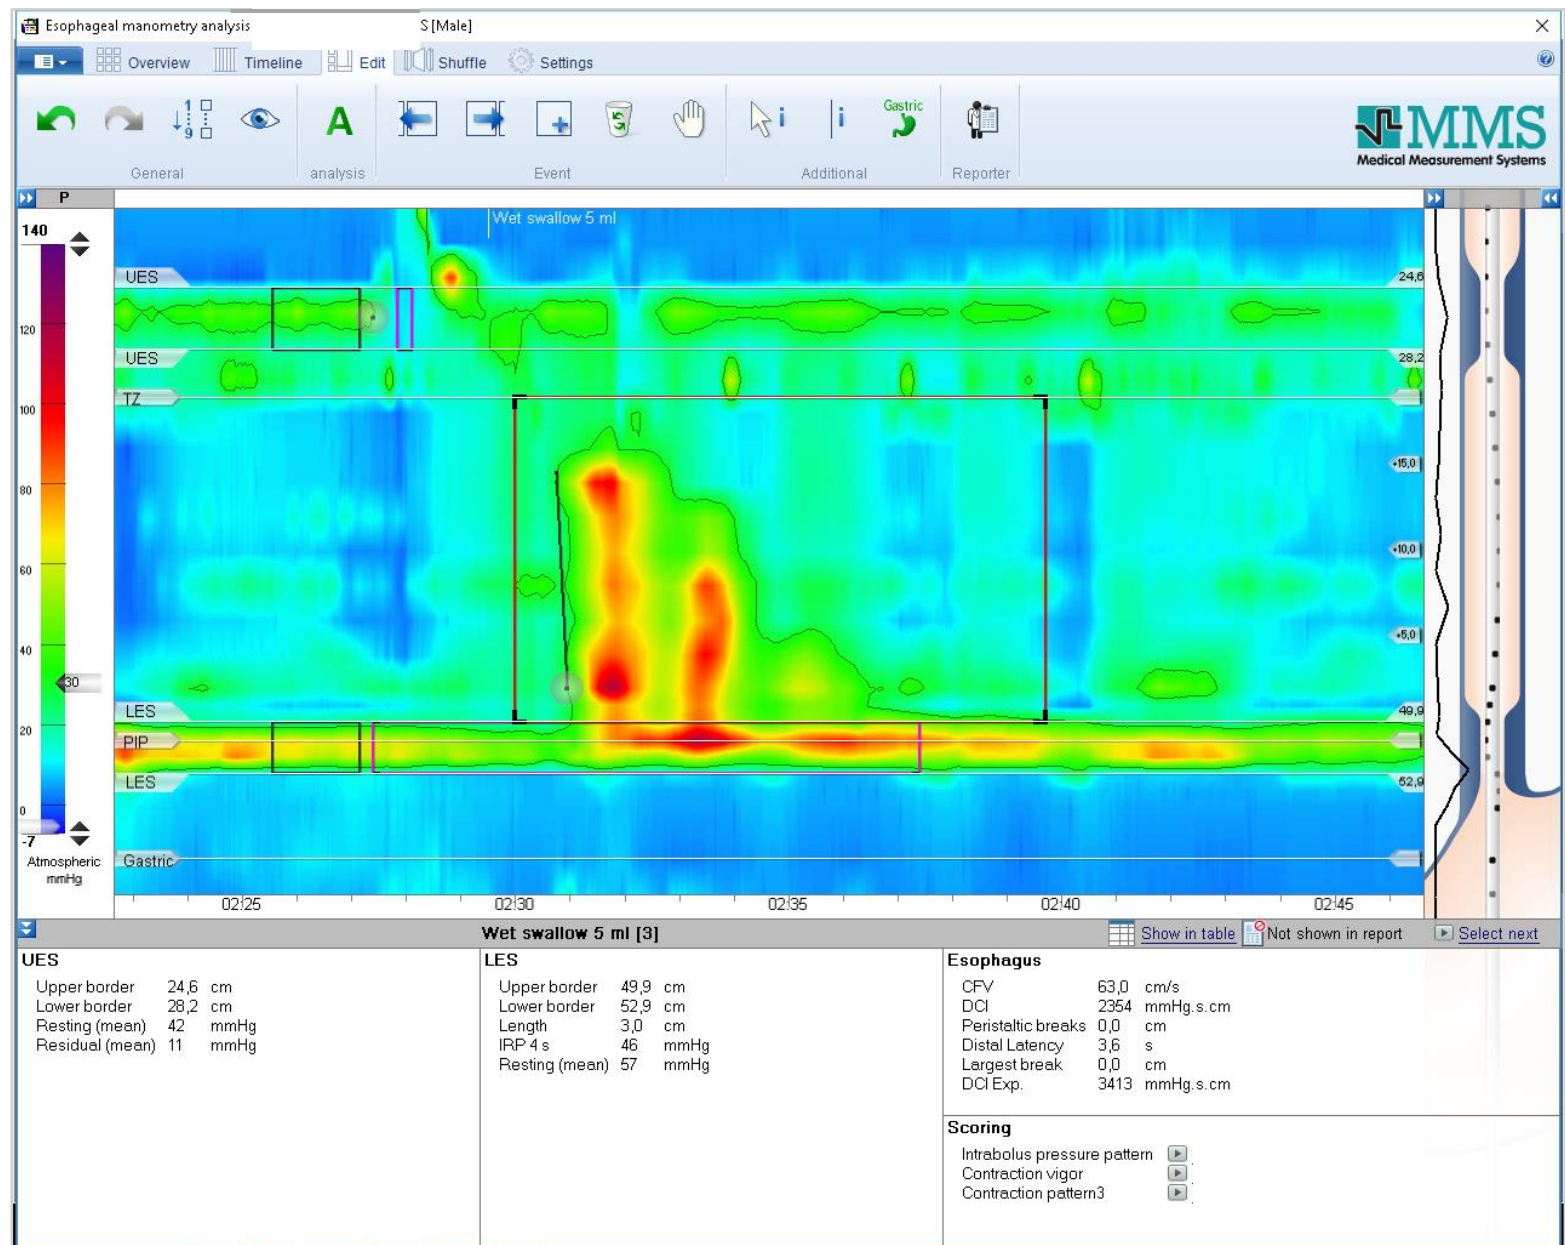 Esophageal manometry analysis S [Male]
Overview Timeline Edit Shuffle Settings
1
9
A
i i Gastric
General analysis Event Additional Reporter
MMS
Medical Measurement Systems
P
Wet swallow 5 ml
140
120
100
80
60
40
30
20
0
-7
Atmospheric
mmHg
UES 24,6
UES 28,2
TZ
+15,0
+10,0
+5,0
LES 49,9
PIP
LES 52,9
Gastric
02:25 02:30 02:35 02:40 02:45
Wet swallow 5 ml [3] Show in table Not shown in report Select next
UES
Upper border 24,6 cm
Lower border 28,2 cm
Resting (mean) 42 mmHg
Residual (mean) 11 mmHg
LES
Upper border 49,9 cm
Lower border 52,9 cm
Length 3,0 cm
IRP 4 s 46 mmHg
Resting (mean) 57 mmHg
Esophagus
CFV 63,0 cm/s
DCI 2354 mmHg.s.cm
Peristaltic breaks 0,0 cm
Distal Latency 3,6 s
Largest break 0,0 cm
DCI Exp. 3413 mmHg.s.cm
Scoring
Intrabolus pressure pattern
Contraction vigor
Contraction pattern3